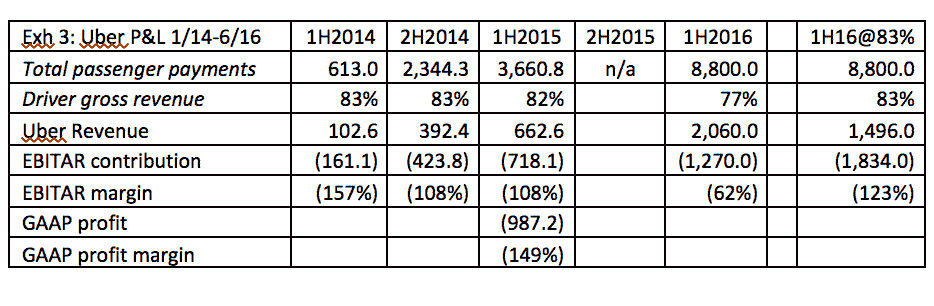 Exh 3: Uber P&L 1/14-6/16 1H2014 2H2014 1H2015 2H2015 1H2016 1H16@83%
Total passenger payments 613.0 2,344.3 3,660.8 n/a 8,800.0 8,800.0
Driver gross revenue 83% 83% 82% 77% 83%
Uber Revenue 102.6 392.4 662.6 2,060.0 1,496.0
EBITAR contribution (161.1) (423.8) (718.1) (1,270.0) (1,834.0)
EBITAR margin (157%) (108%) (108%) (62%) (123%)
GAAP profit (987.2)
GAAP profit margin (149%)